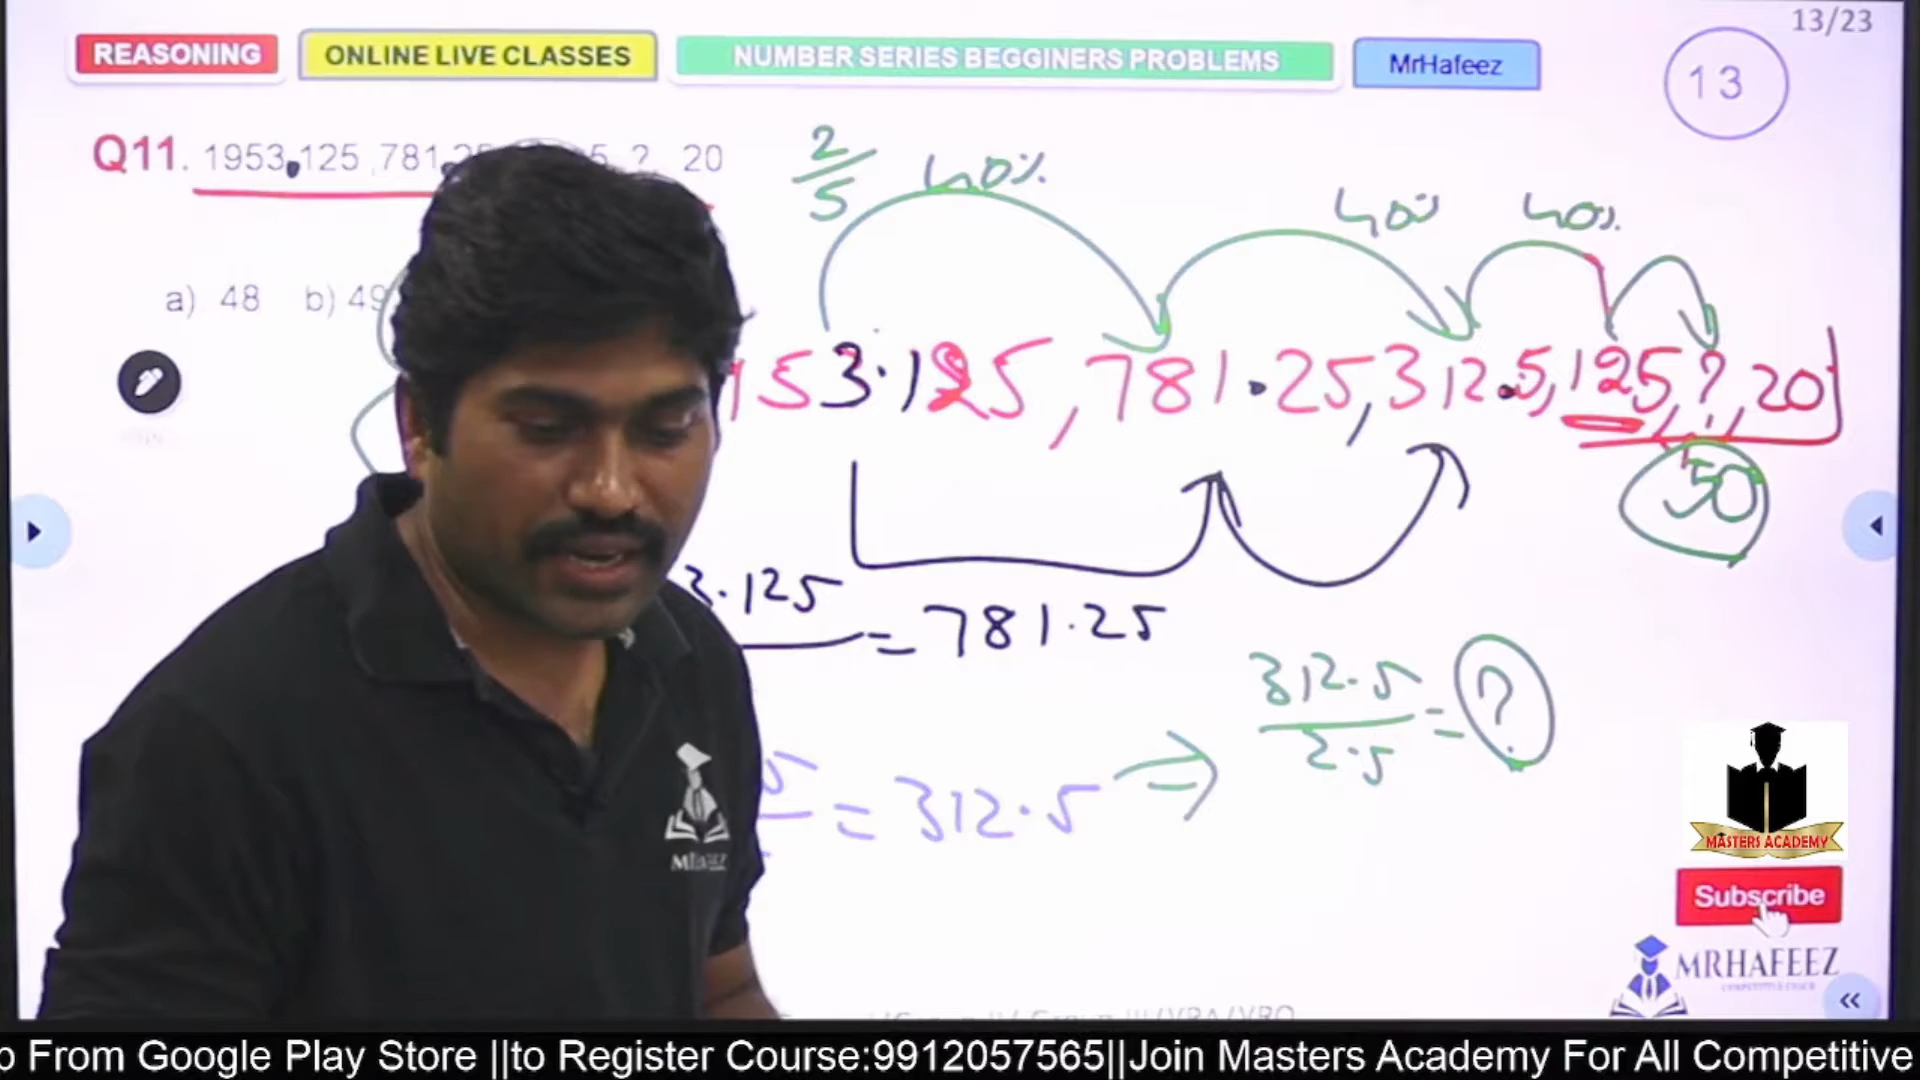 13/23
REASONING
ONLINE LIVE CLASSES
NUMBER SERIES BEGGINERS PROBLEMS
MrHafeez
13
Q11. 1953.125 ,781 5 ? 20
2/5 40% 40% 40%.
a) 48 b) 49
153.125, 781.25, 312.5, 125, ?, 20
50
3.125 = 781.25
5 = 312.5 ⇒ 312.5/2.5 = ?
MASTERS ACADEMY
Subscribe
MRHAFEEZ
From Google Play Store ||to Register Course:9912057565||Join Masters Academy For All Competitive